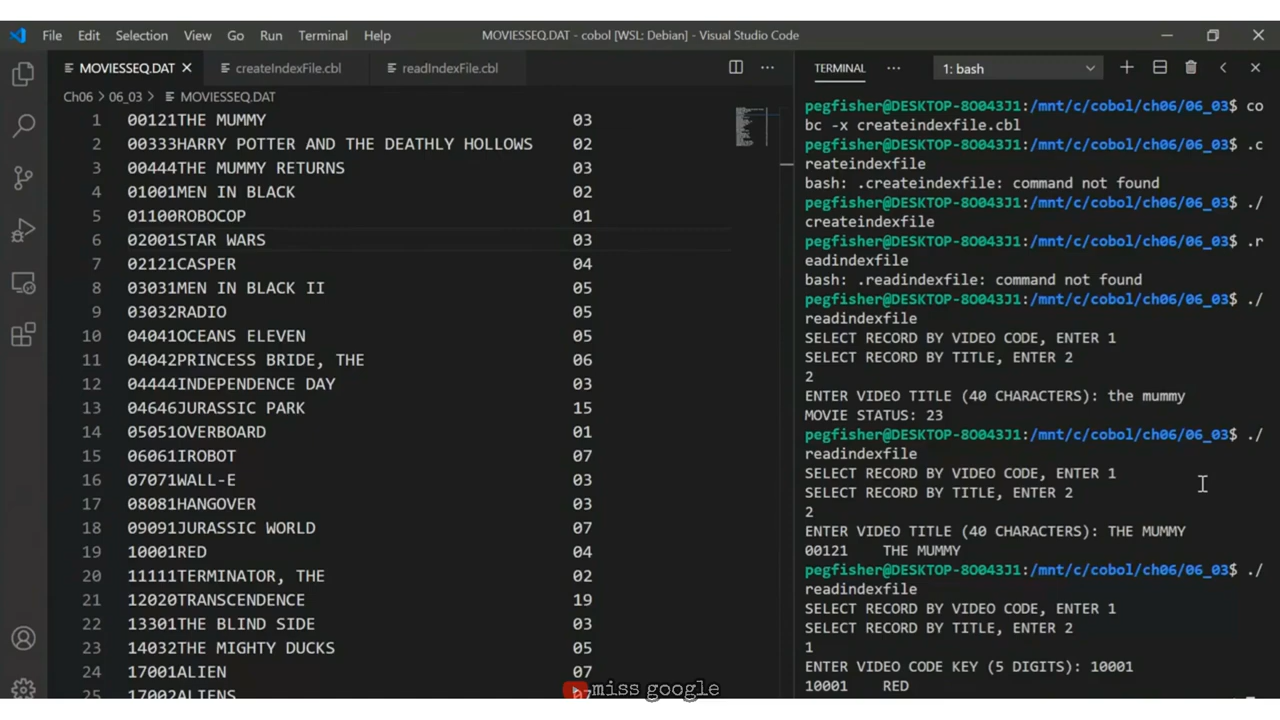 File Edit Selection View Go Run Terminal Help MOVIESSEQ.DAT - cobol [WSL: Debian] - Visual Studio Code
MOVIESSEQ.DAT createIndexFile.cbl readIndexFile.cbl
Ch06 > 06_03 > MOVIESSEQ.DAT
1 00121THE MUMMY 03
2 00333HARRY POTTER AND THE DEATHLY HOLLOWS 02
3 00444THE MUMMY RETURNS 03
4 01001MEN IN BLACK 02
5 01100ROBOCOP 01
6 02001STAR WARS 03
7 02121CASPER 04
8 03031MEN IN BLACK II 05
9 03032RADIO 05
10 04041OCEANS ELEVEN 05
11 04042PRINCESS BRIDE, THE 06
12 04444INDEPENDENCE DAY 03
13 04646JURASSIC PARK 15
14 05051OVERBOARD 01
15 06061IROBOT 07
16 07071WALL-E 03
17 08081HANGOVER 03
18 09091JURASSIC WORLD 07
19 10001RED 04
20 11111TERMINATOR, THE 02
21 12020TRANSCENDENCE 19
22 13301THE BLIND SIDE 03
23 14032THE MIGHTY DUCKS 05
24 17001ALIEN 07
25 17002ALIENS
TERMINAL ··· 1: bash
pegfisher@DESKTOP-8O043J1:/mnt/c/cobol/ch06/06_03$ co
bc -x createindexfile.cbl
pegfisher@DESKTOP-8O043J1:/mnt/c/cobol/ch06/06_03$ .c
reateindexfile
bash: .createindexfile: command not found
pegfisher@DESKTOP-8O043J1:/mnt/c/cobol/ch06/06_03$ ./
createindexfile
pegfisher@DESKTOP-8O043J1:/mnt/c/cobol/ch06/06_03$ .r
eadindexfile
bash: .readindexfile: command not found
pegfisher@DESKTOP-8O043J1:/mnt/c/cobol/ch06/06_03$ ./
readindexfile
SELECT RECORD BY VIDEO CODE, ENTER 1
SELECT RECORD BY TITLE, ENTER 2
2
ENTER VIDEO TITLE (40 CHARACTERS): the mummy
MOVIE STATUS: 23
pegfisher@DESKTOP-8O043J1:/mnt/c/cobol/ch06/06_03$ ./
readindexfile
SELECT RECORD BY VIDEO CODE, ENTER 1
SELECT RECORD BY TITLE, ENTER 2
2
ENTER VIDEO TITLE (40 CHARACTERS): THE MUMMY
00121 THE MUMMY
pegfisher@DESKTOP-8O043J1:/mnt/c/cobol/ch06/06_03$ ./
readindexfile
SELECT RECORD BY VIDEO CODE, ENTER 1
SELECT RECORD BY TITLE, ENTER 2
1
ENTER VIDEO CODE KEY (5 DIGITS): 10001
10001 RED
miss google